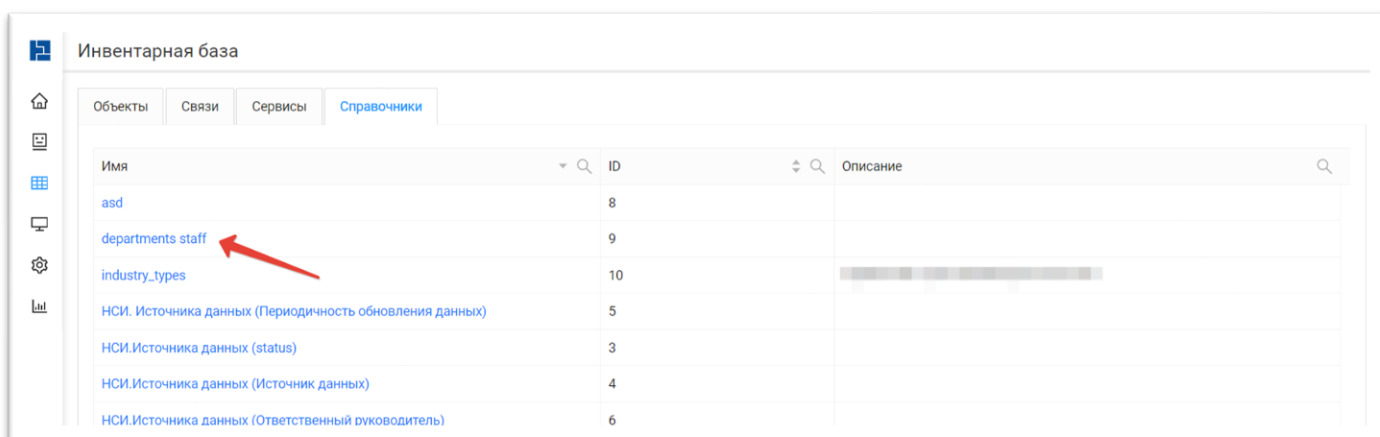 Инвентарная база
Объекты Связи Сервисы Справочники
Имя ID Описание
asd 8
departments staff 9
industry_types 10
НСИ. Источника данных (Периодичность обновления данных) 5
НСИ.Источника данных (status) 3
НСИ.Источника данных (Источник данных) 4
НСИ.Источника данных (Ответственный руководитель) 6